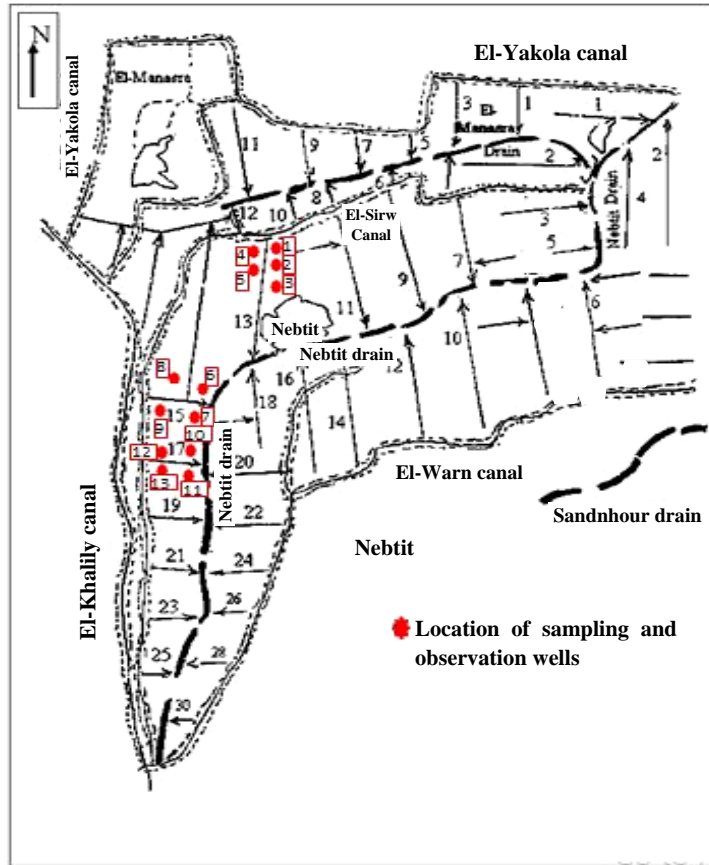 N
El-Yakola canal
El-Yakola canal
El-Manaera
3
1
1
El-
Manaeray
Drain
2
2
11
9
7
5
6
8
10
12
El-Sirw
Canal
Nebtit Drain
4
3
5
7
9
11
6
4
1
2
5
3
13
Nebtit
Nebtit drain
10
12
16
18
14
8
6
15
7
9
10
17
12
13
11
Nebtit drain
20
El-Warn canal
19
22
Sandnhour drain
El-Khalily canal
Nebtit
21
24
23
26
25
28
30
Location of sampling and
observation wells